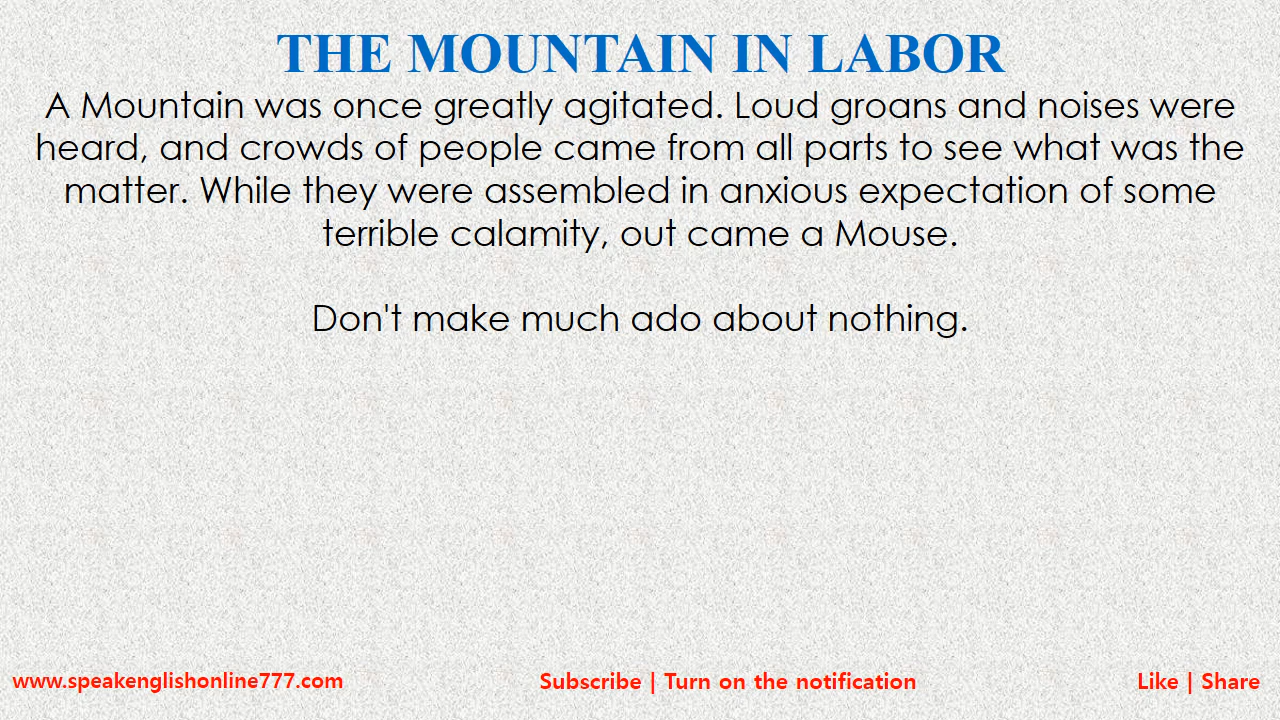 THE MOUNTAIN IN LABOR
A Mountain was once greatly agitated. Loud groans and noises were
heard, and crowds of people came from all parts to see what was the
matter. While they were assembled in anxious expectation of some
terrible calamity, out came a Mouse.
Don't make much ado about nothing.
www.speakenglishonline777.com Subscribe | Turn on the notification Like | Share